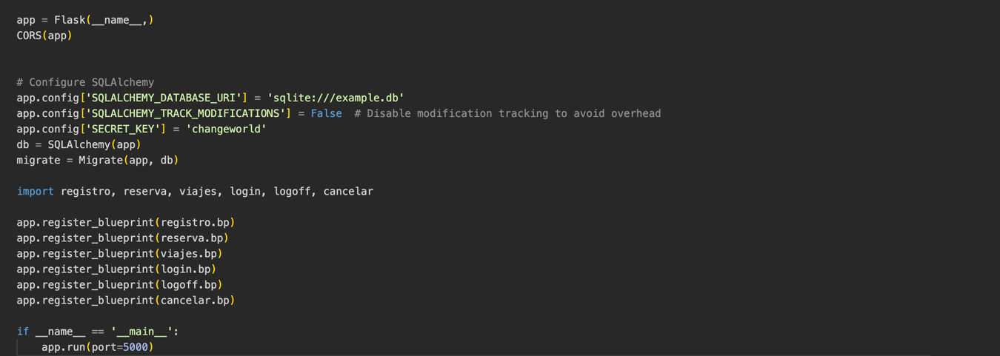 app = Flask(__name__,)
CORS(app)
# Configure SQLAlchemy
app.config['SQLALCHEMY_DATABASE_URI'] = 'sqlite:///example.db'
app.config['SQLALCHEMY_TRACK_MODIFICATIONS'] = False  # Disable modification tracking to avoid overhead
app.config['SECRET_KEY'] = 'changeworld'
db = SQLAlchemy(app)
migrate = Migrate(app, db)
import registro, reserva, viajes, login, logoff, cancelar
app.register_blueprint(registro.bp)
app.register_blueprint(reserva.bp)
app.register_blueprint(viajes.bp)
app.register_blueprint(login.bp)
app.register_blueprint(logoff.bp)
app.register_blueprint(cancelar.bp)
if __name__ == '__main__':
    app.run(port=5000)